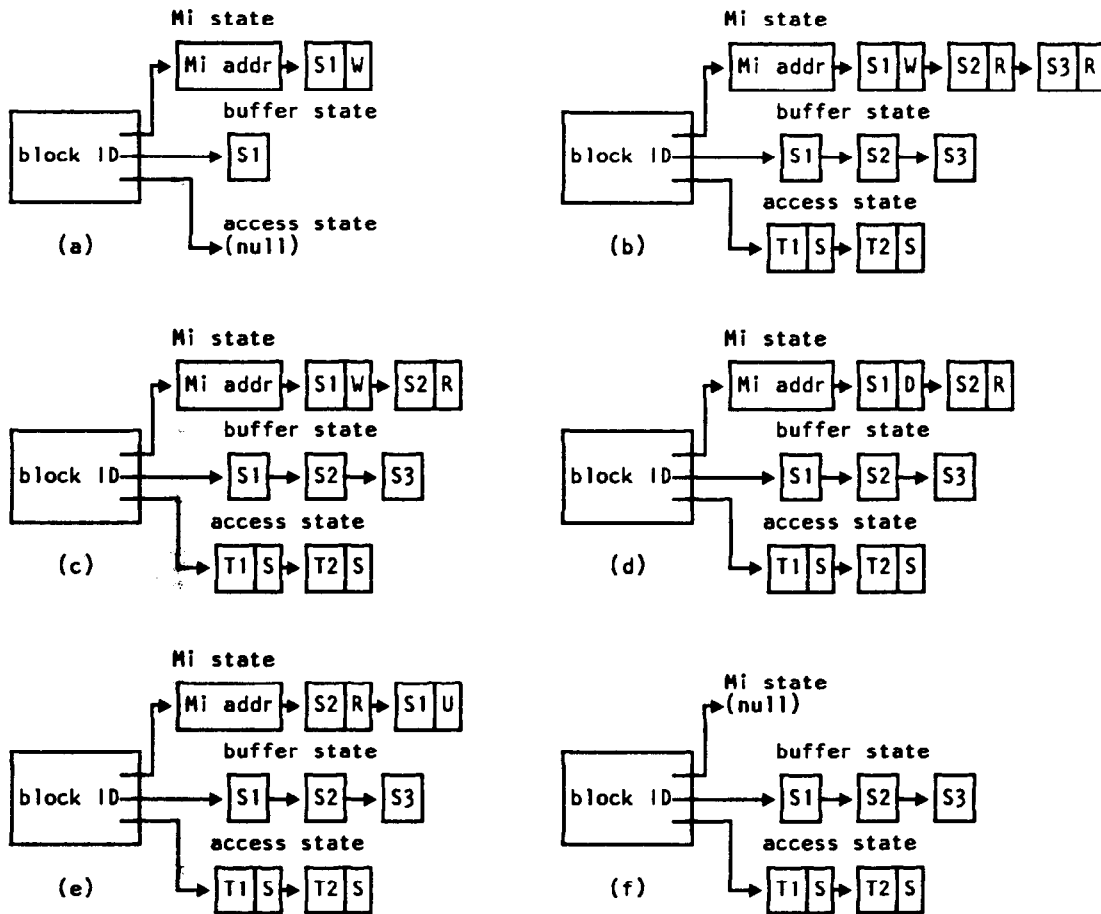 Mi state
Mi addr S1 W
buffer state
block ID S1
access state
(null)
(a)
Mi state
Mi addr S1 W S2 R S3 R
buffer state
block ID S1 S2 S3
access state
T1 S T2 S
(b)
Mi state
Mi addr S1 W S2 R
buffer state
block ID S1 S2 S3
access state
T1 S T2 S
(c)
Mi state
Mi addr S1 D S2 R
buffer state
block ID S1 S2 S3
access state
T1 S T2 S
(d)
Mi state
Mi addr S2 R S1 U
buffer state
block ID S1 S2 S3
access state
T1 S T2 S
(e)
Mi state
(null)
buffer state
block ID S1 S2 S3
access state
T1 S T2 S
(f)